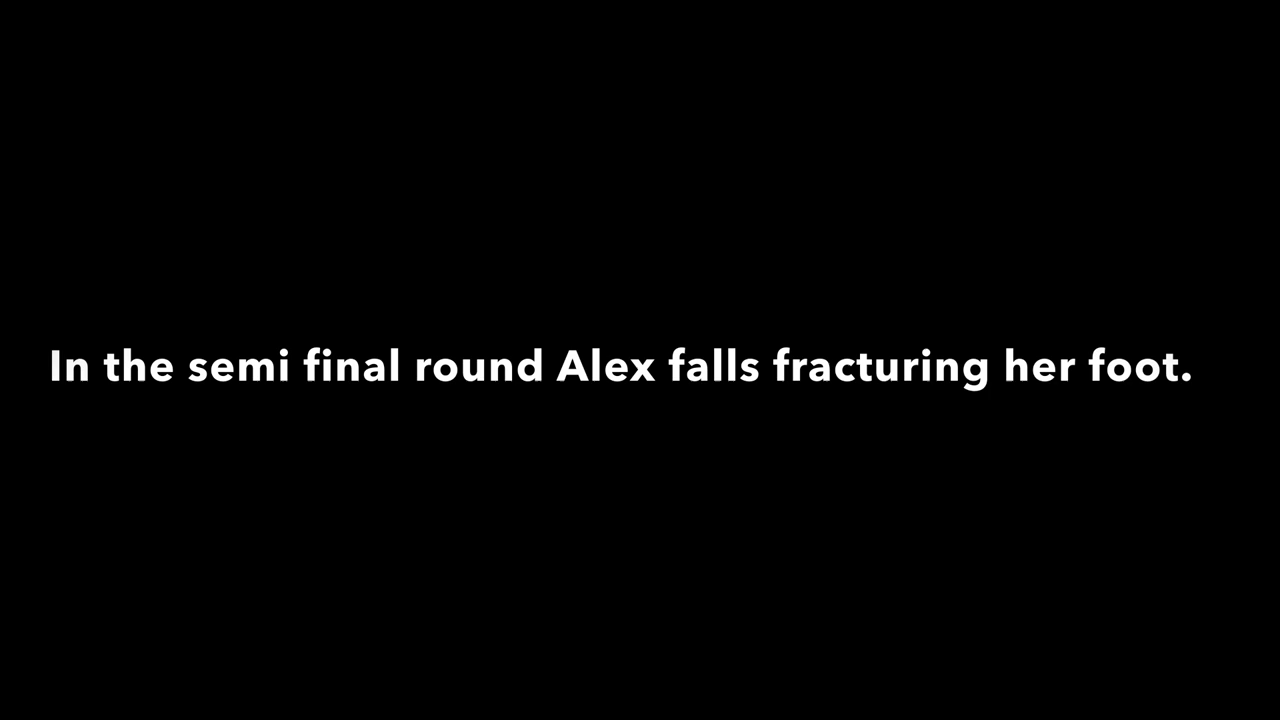 In the semi final round Alex falls fracturing her foot.